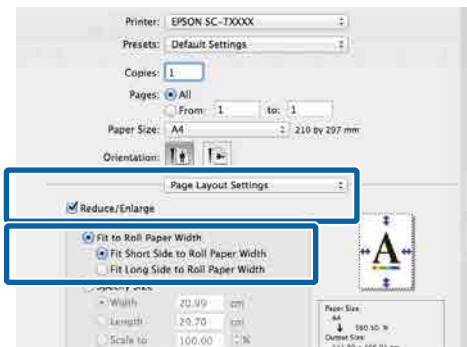 Printer: EPSON SC-TXXXX
Presets: Default Settings
Copies: 1
Pages: All
From: 1 to: 1
Paper Size: A4 210 by 297 mm
Orientation:
Page Layout Settings
Reduce/Enlarge
Fit to Roll Paper Width
Fit Short Side to Roll Paper Width
Fit Long Side to Roll Paper Width
Specify Size
Width 20.99 cm
Length 29.70 cm
Scale to 100.00 %
A
Paper Size:
A4
560.50 %
Output Size: